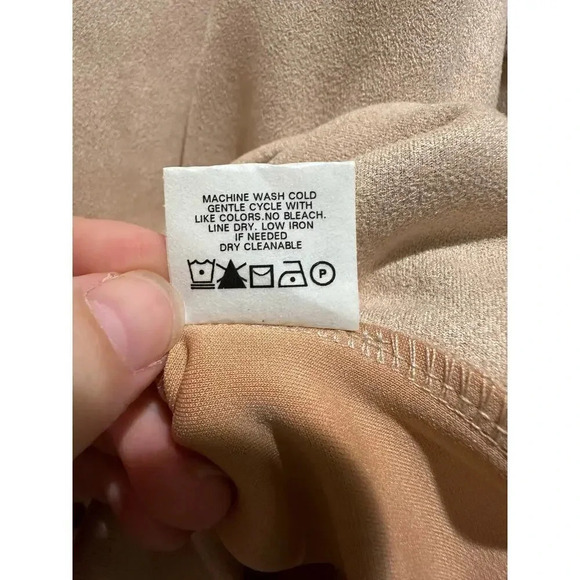 MACHINE WASH COLD
GENTLE CYCLE WITH
LIKE COLORS.NO BLEACH.
LINE DRY. LOW IRON
IF NEEDED
DRY CLEANABLE
P